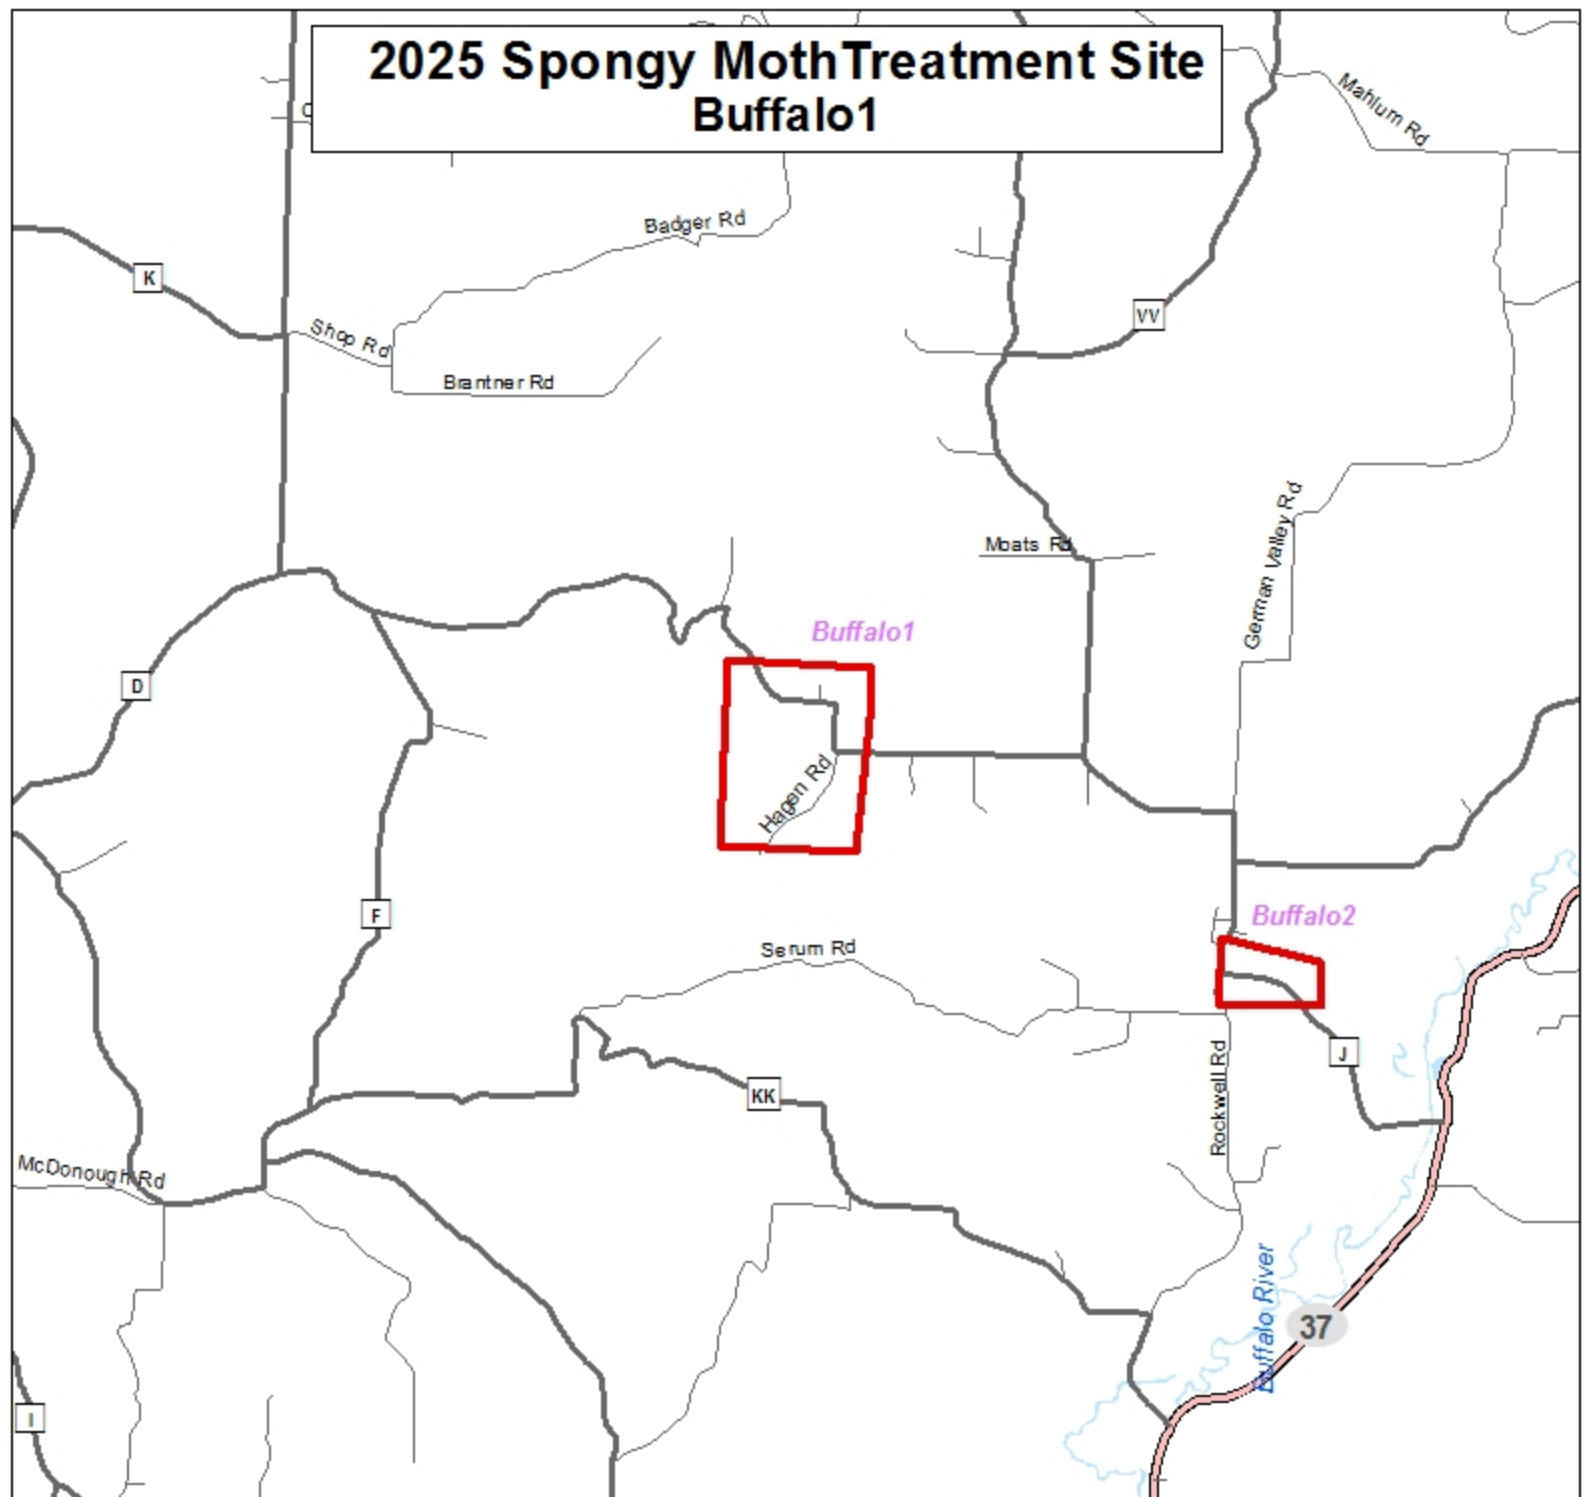 2025 Spongy MothTreatment Site
Buffalo1
Mahlum Rd
Badger Rd
K
VV
Shop Rd
Brantner Rd
German Valley Rd
Moats Rd
Buffalo1
D
Hagen Rd
F
Buffalo2
Serum Rd
J
Rockwell Rd
KK
McDonough Rd
Buffalo River
37
I